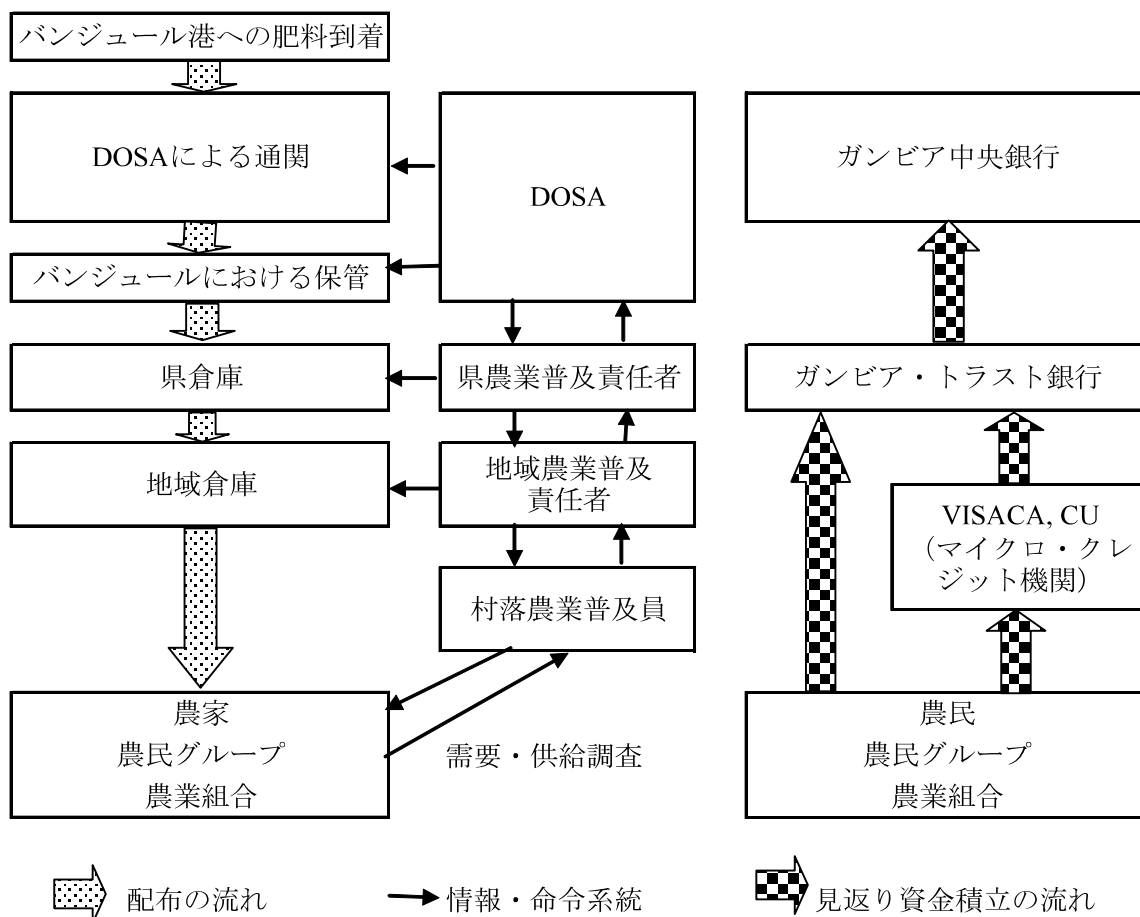 バンジュール港への肥料到着
DOSAによる通関
バンジュールにおける保管
県倉庫
地域倉庫
農家
農民グループ
農業組合
DOSA
県農業普及責任者
地域農業普及
責任者
村落農業普及員
需要・供給調査
ガンビア中央銀行
ガンビア・トラスト銀行
VISACA, CU
（マイクロ・クレ
ジット機関）
農民
農民グループ
農業組合
配布の流れ
情報・命令系統
見返り資金積立の流れ